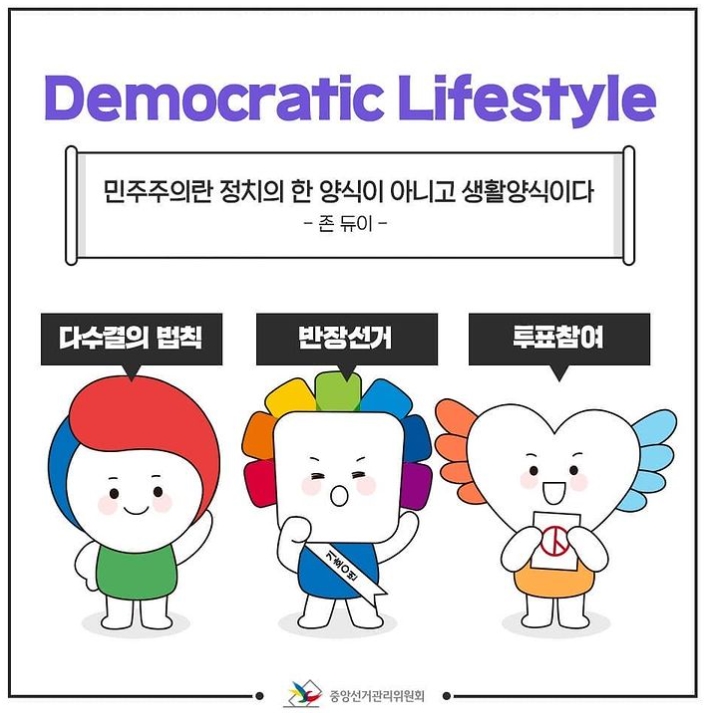 Democratic Lifestyle
민주주의란 정치의 한 양식이 아니고 생활양식이다
- 존 듀이 -
다수결의 법칙
반장선거
투표참여
기호0번
중앙선거관리위원회